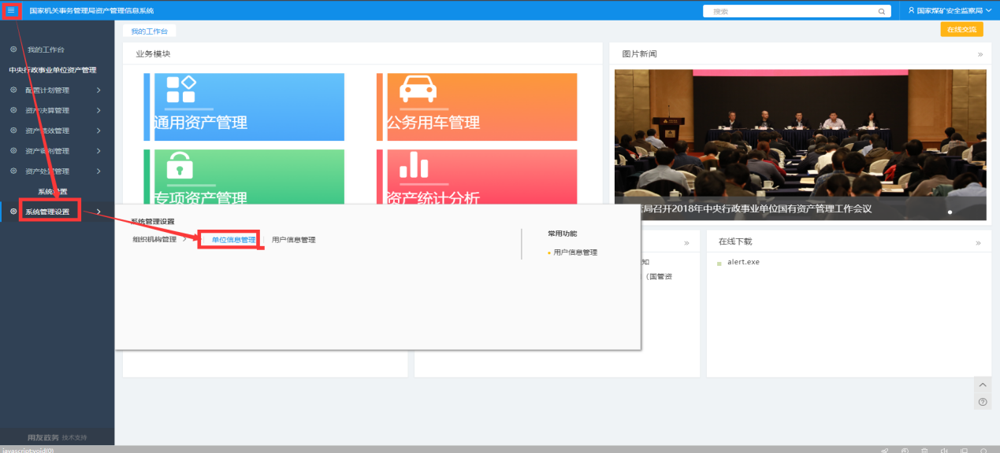 国家机关事务管理局资产管理信息系统
搜索
国家煤矿安全监察局
我的工作台
在线交流
我的工作台
中央行政事业单位资产管理
配置计划管理
资产决算管理
资产绩效管理
资产调剂管理
资产处置管理
系统设置
系统管理设置
业务模块
通用资产管理
公务用车管理
专项资产管理
资产统计分析
图片新闻
局召开2018年中央行政事业单位国有资产管理工作会议
系统管理设置
组织机构管理
单位信息管理
用户信息管理
常用功能
用户信息管理
知
（国管资
在线下载
alert.exe
用友政务 技术支持
javascript:void(0)